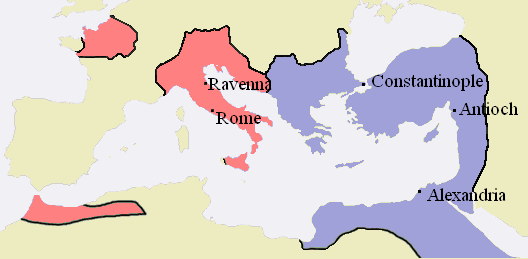 Ravenna
Rome
Constantinople
Antioch
Alexandria